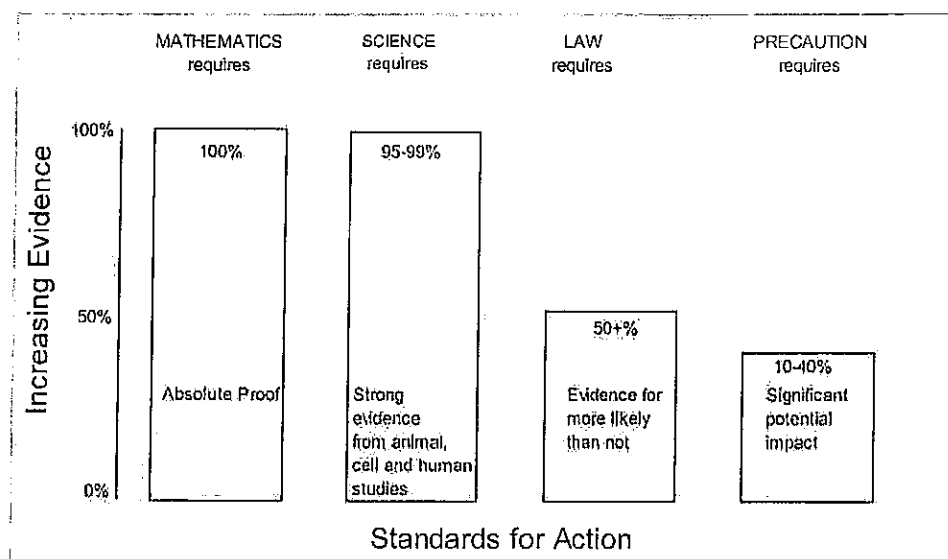 MATHEMATICS
requires
SCIENCE
requires
LAW
requires
PRECAUTION
requires
Increasing Evidence
100%
50%
0%
100%
Absolute Proof
95-99%
Strong
evidence
from animal,
cell and human
studies
50+%
Evidence for
more likely
than not
10-40%
Significant
potential
impact
Standards for Action